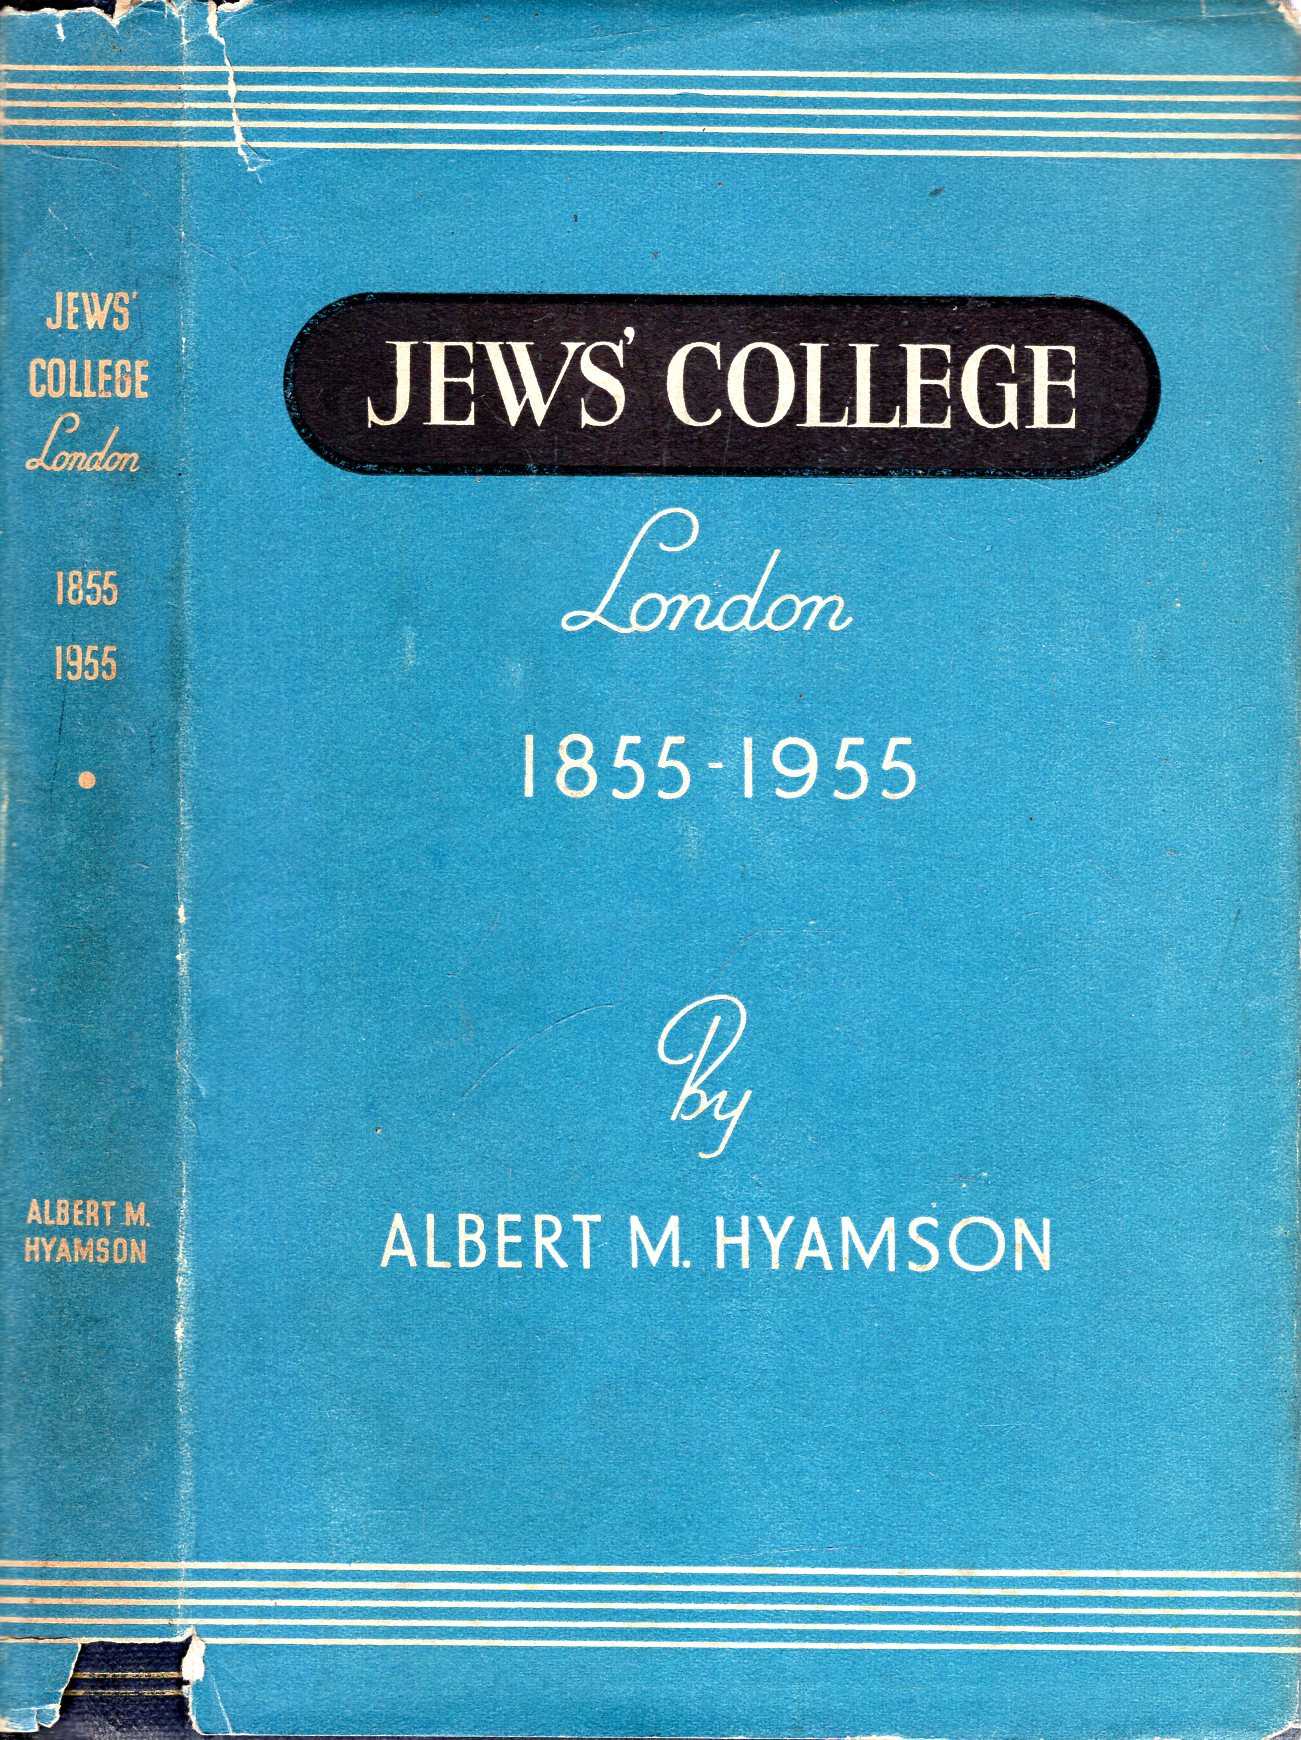 JEWS'
COLLEGE
London
1855
1955
ALBERT M.
HYAMSON
JEWS' COLLEGE
London
1855-1955
By
ALBERT M. HYAMSON